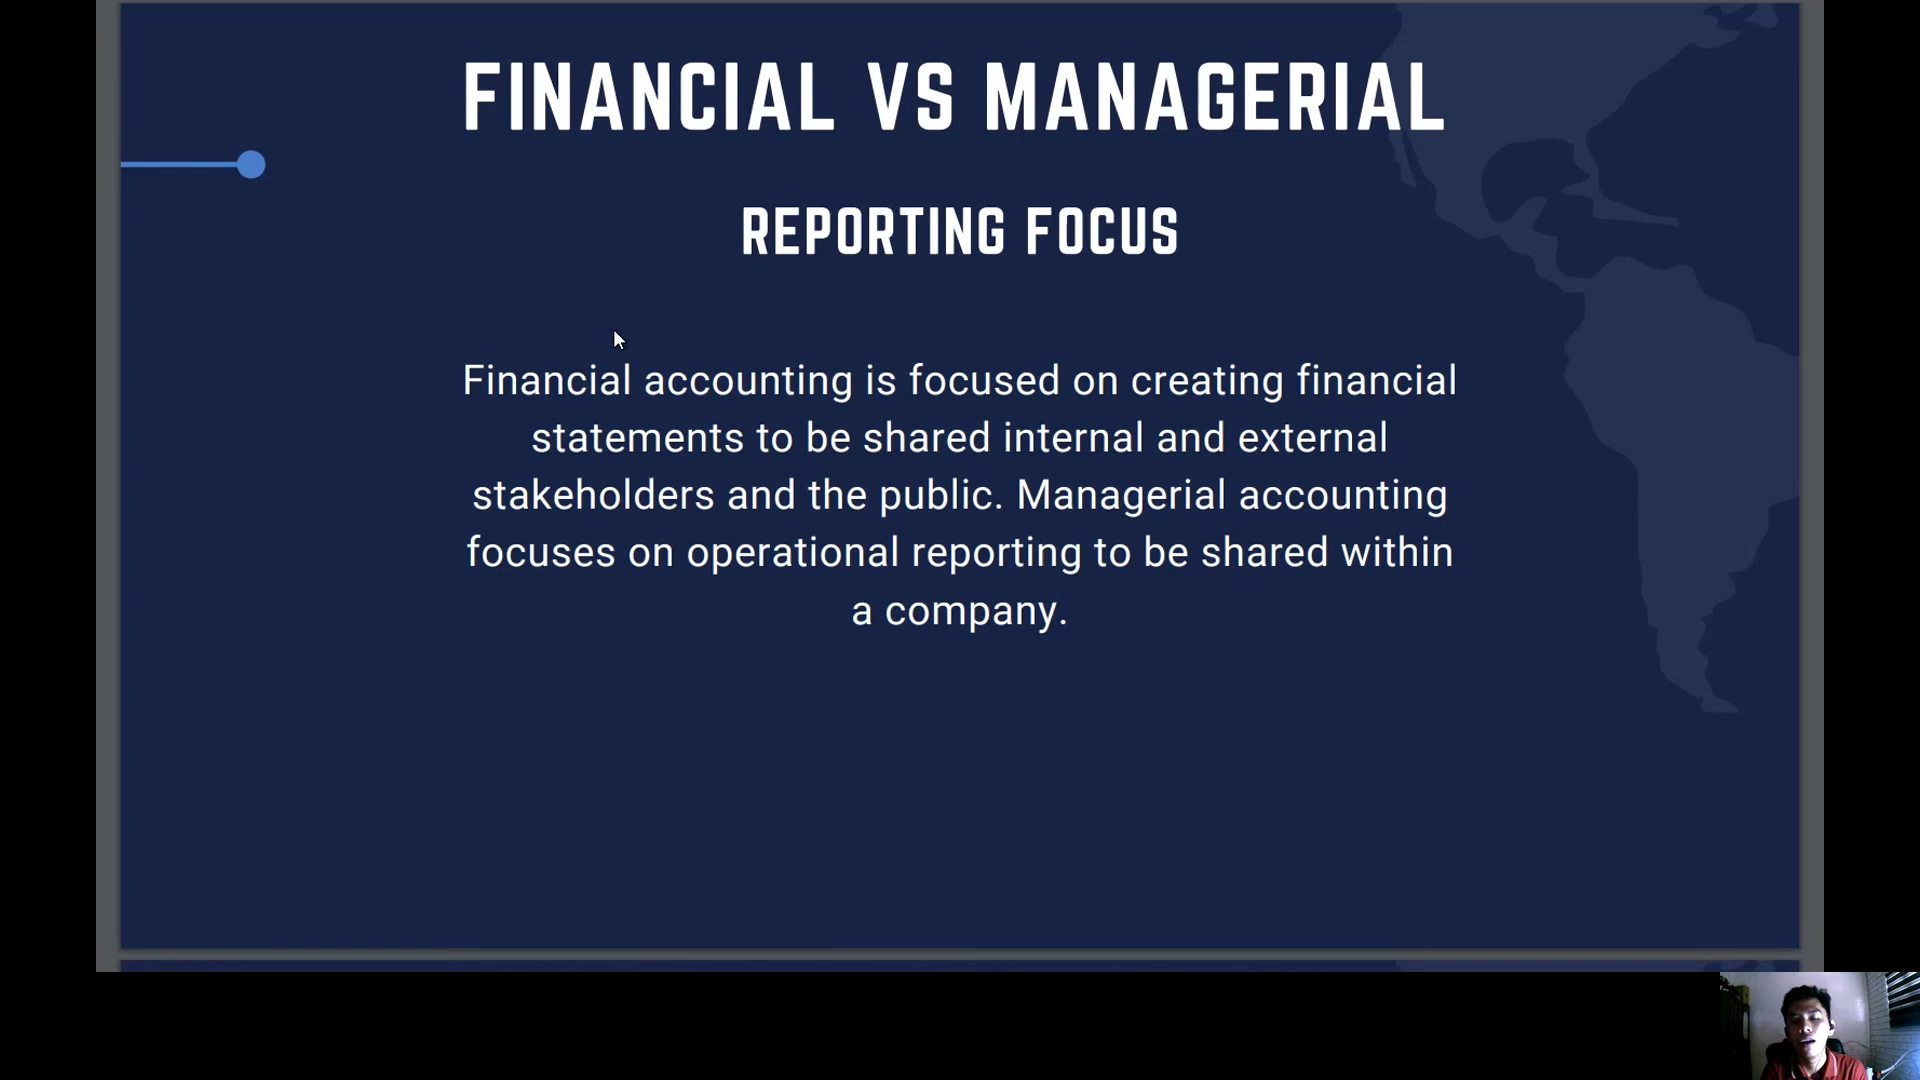 FINANCIAL VS MANAGERIAL
REPORTING FOCUS
Financial accounting is focused on creating financial
statements to be shared internal and external
stakeholders and the public. Managerial accounting
focuses on operational reporting to be shared within
a company.